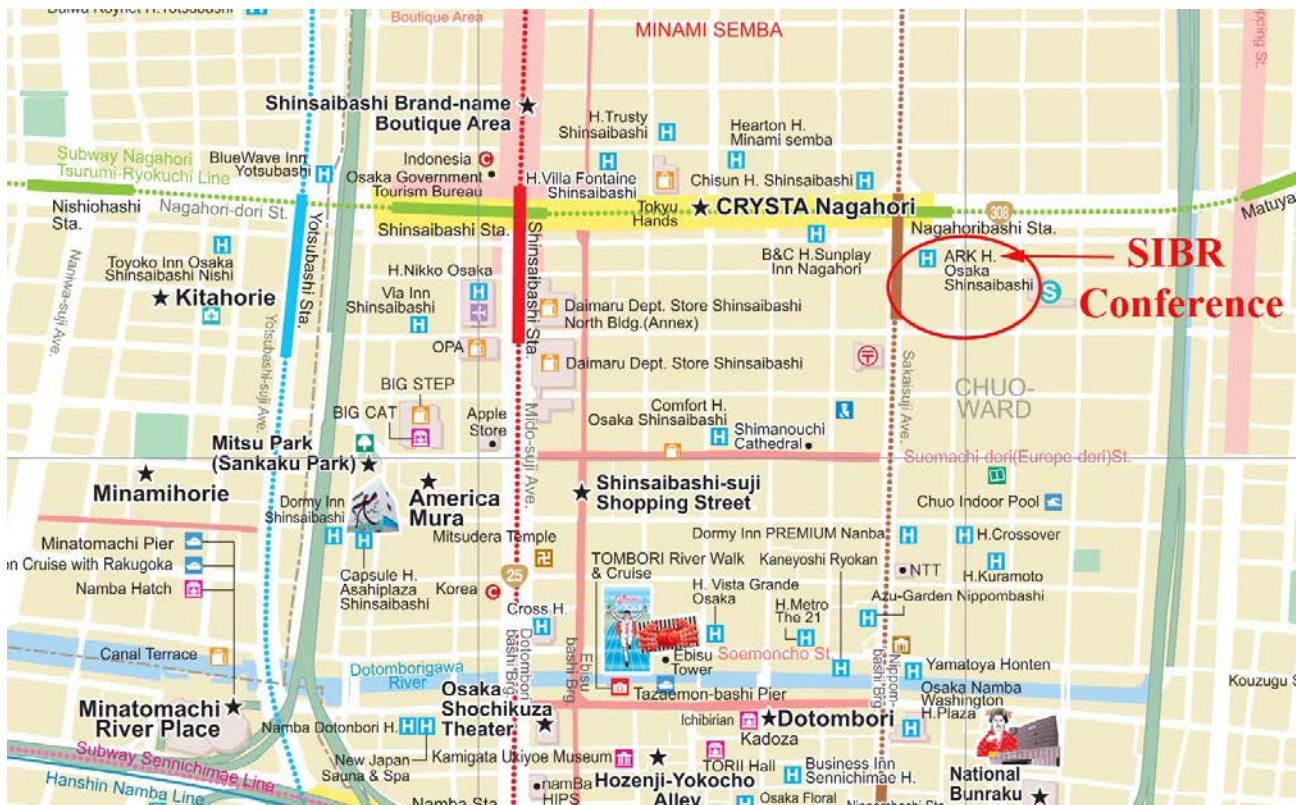 Boutique Area
MINAMI SEMBA
Shinsaibashi Brand-name
Boutique Area
H.Trusty
Shinsaibashi
Hearton H.
Minami semba
Subway Nagahori
Tsurumi-Ryokuchi Line
BlueWave Inn
Yotsubashi
Indonesia
Osaka Government
Tourism Bureau
H.Villa Fontaine
Shinsaibashi
Chisun H. Shinsaibashi
Nishiohashi
Sta.
Nagahori-dori St.
Shinsaibashi Sta.
Tokyu
Hands
CRYSTA Nagahori
308
Nagahoribashi Sta.
Matuya
Toyoko Inn Osaka
Shinsaibashi Nishi
Kitahorie
Naniwa-suji Ave.
Yotsubashi Sta.
Yotsubashi-suji Ave.
H.Nikko Osaka
Via Inn
Shinsaibashi
OPA
Shinsaibashi Sta.
B&C H.Sunplay
Inn Nagahori
ARK H.
Osaka
Shinsaibashi
SIBR
Conference
Daimaru Dept. Store Shinsaibashi
North Bldg.(Annex)
Daimaru Dept. Store Shinsaibashi
BIG STEP
BIG CAT
Apple
Store
Mido-suji Ave.
Sakaisuji Ave.
CHUO-
WARD
Comfort H.
Osaka Shinsaibashi
Shimanouchi
Cathedral
Mitsu Park
(Sankaku Park)
Suomachi dori(Europe dori)St.
Minamihorie
America
Mura
Shinsaibashi-suji
Shopping Street
Chuo Indoor Pool
Dormy Inn
Shinsaibashi
Mitsudera Temple
Dormy Inn PREMIUM Nanba
H.Crossover
Minatomachi Pier
on Cruise with Rakugoka
Namba Hatch
Capsule H.
Asahiplaza
Shinsaibashi
Korea
25
TOMBORI River Walk
& Cruise
Kaneyoshi Ryokan
NTT
H.Kuramoto
H. Vista Grande
Osaka
H.Metro
The 21
Azu-Garden Nippombashi
Cross H.
Canal Terrace
Dotomborigawa
River
Dotombori
bashi Brg.
Ebisu
bashi Brg.
Ebisu
Tower
Soemoncho St.
Nippom-
bashi Brg.
Yamatoya Honten
Osaka Namba
Washington
H.Plaza
Kouzugu S
Tazaemon-bashi Pier
Minatomachi
River Place
Namba Dotonbori H.
Osaka
Shochikuza
Theater
Ichibirian
Dotombori
Kadoza
New Japan
Sauna & Spa
Kamigata Ukiyoe Museum
TORII Hall
Subway Sennichimae Line
Hanshin Namba Line
namBa
HIPS
Hozenji-Yokocho
Alley
Business Inn
Sennichimae H.
National
Bunraku
Namba Sta.
Osaka Floral
Nippombashi Sta.